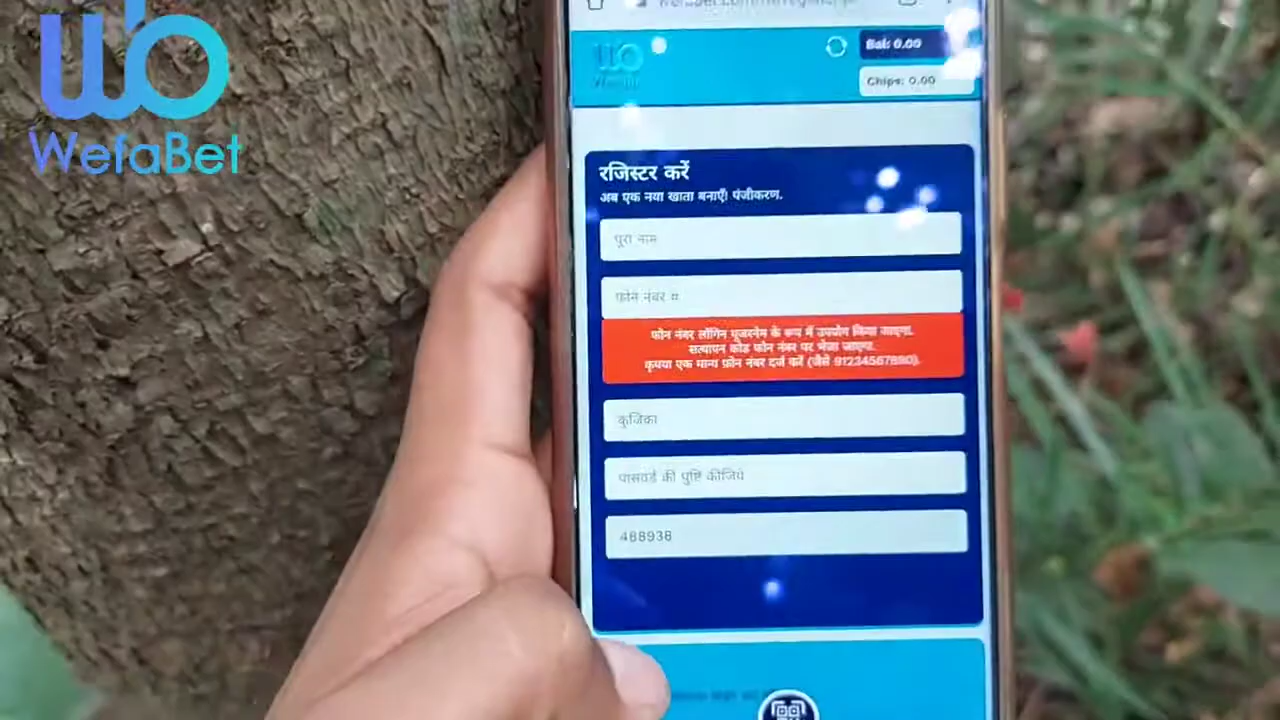 WefaBet
Bal: 0.00
Chips: 0.00
रजिस्टर करें
अब एक नया खाता बनाएँ! पंजीकरण.
पूरा नाम
फोन नंबर #
फोन नंबर लॉगिन यूजरनेम के रूप में उपयोग किया जाएगा.
सत्यापन कोड फोन नंबर पर भेजा जाएगा.
कृपया एक मान्य फ़ोन नंबर दर्ज करें (जैसे 91234567890).
कुंजिका
पासवर्ड की पुष्टि कीजिये
468938